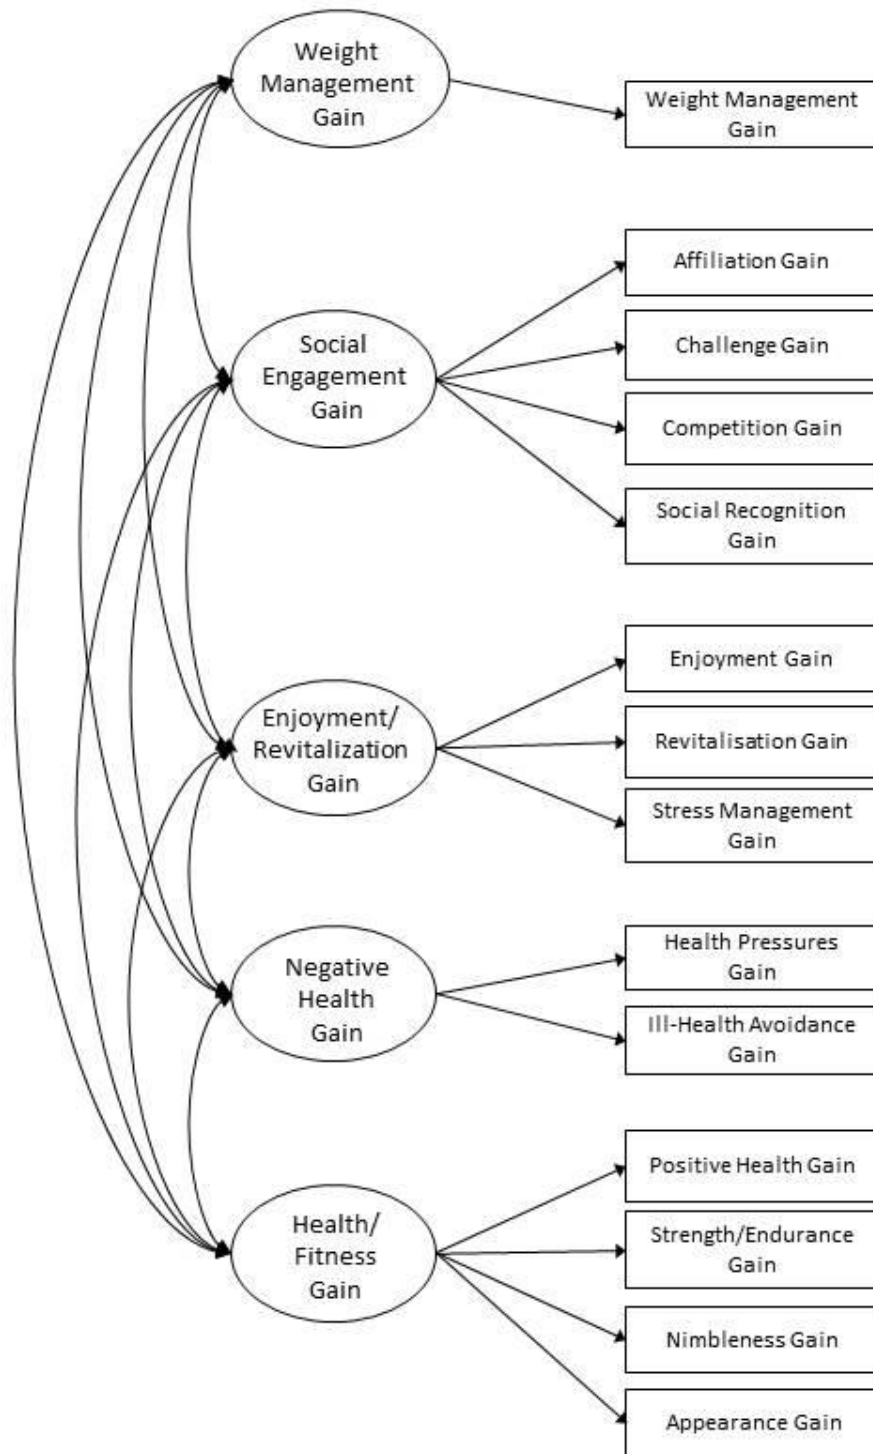 Weight
Management
Gain
Weight Management
Gain
Social
Engagement
Gain
Affiliation Gain
Challenge Gain
Competition Gain
Social Recognition
Gain
Enjoyment/
Revitalization
Gain
Enjoyment Gain
Revitalisation Gain
Stress Management
Gain
Negative
Health
Gain
Health Pressures
Gain
Ill-Health Avoidance
Gain
Health/
Fitness
Gain
Positive Health Gain
Strength/Endurance
Gain
Nimbleness Gain
Appearance Gain